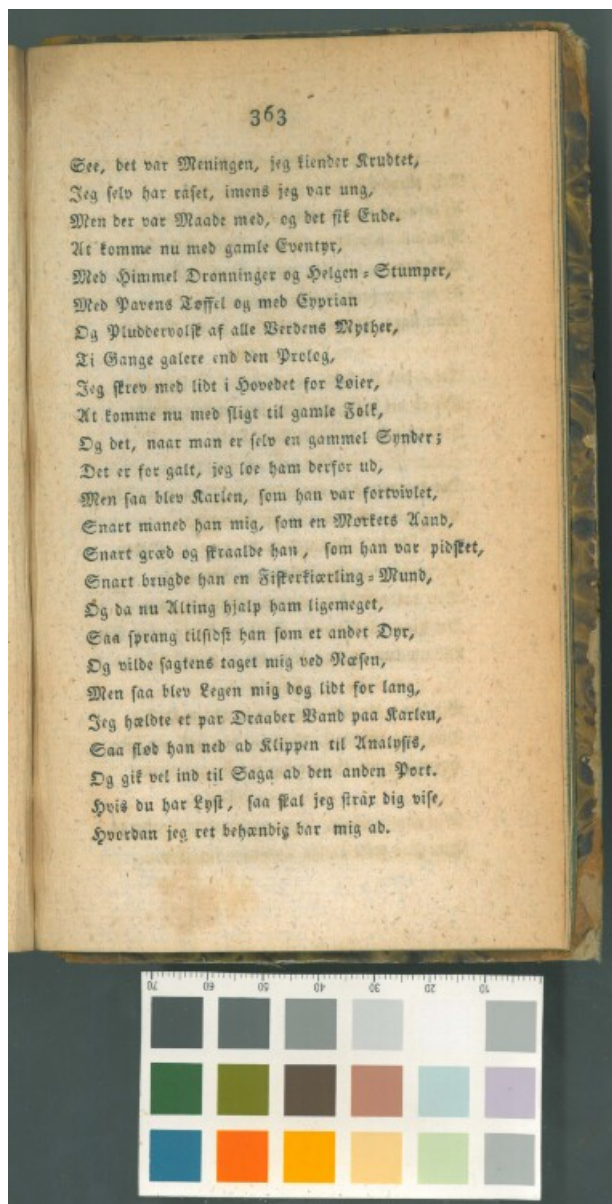 363
See, det var Meningen, jeg kiender Krudtet,
Jeg selv har råset, imens jeg var ung,
Men der var Maade med, og det fik Ende.
At komme nu med gamle Eventyr,
Med Himmel Dronninger og Helgen-Stumper,
Med Pavens Tøffel og med Cyprian
Og Pluddervolsk af alle Verdens Myther,
Ti Gange galere end den Prolog,
Jeg skrev med lidt i Hovedet for Løier,
At komme nu med sligt til gamle Folk,
Og det, naar man er selv en gammel Synder;
Det er for galt, jeg loe ham derfor ud,
Men saa blev Karlen, som han var fortvivlet,
Snart maned han mig, som en Mørkets Aand,
Snart græd og skraalde han, som han var pidsket,
Snart brugde han en Fiskerkiærling-Mund,
Og da nu Alting hjalp ham ligemeget,
Saa sprang tilsidst han som et andet Dyr,
Og vilde sagtens taget mig ved Næsen,
Men saa blev Legen mig dog lidt for lang,
Jeg hældte et par Draaber Vand paa Karlen,
Saa flød han ned ad Klippen til Analysis,
Og gik vel ind til Saga ad den anden Port.
Hvis du har Lyst, saa skal jeg stråx dig vise,
Hvordan jeg ret behændig bar mig ad.
70 60 50 40 30 20 10